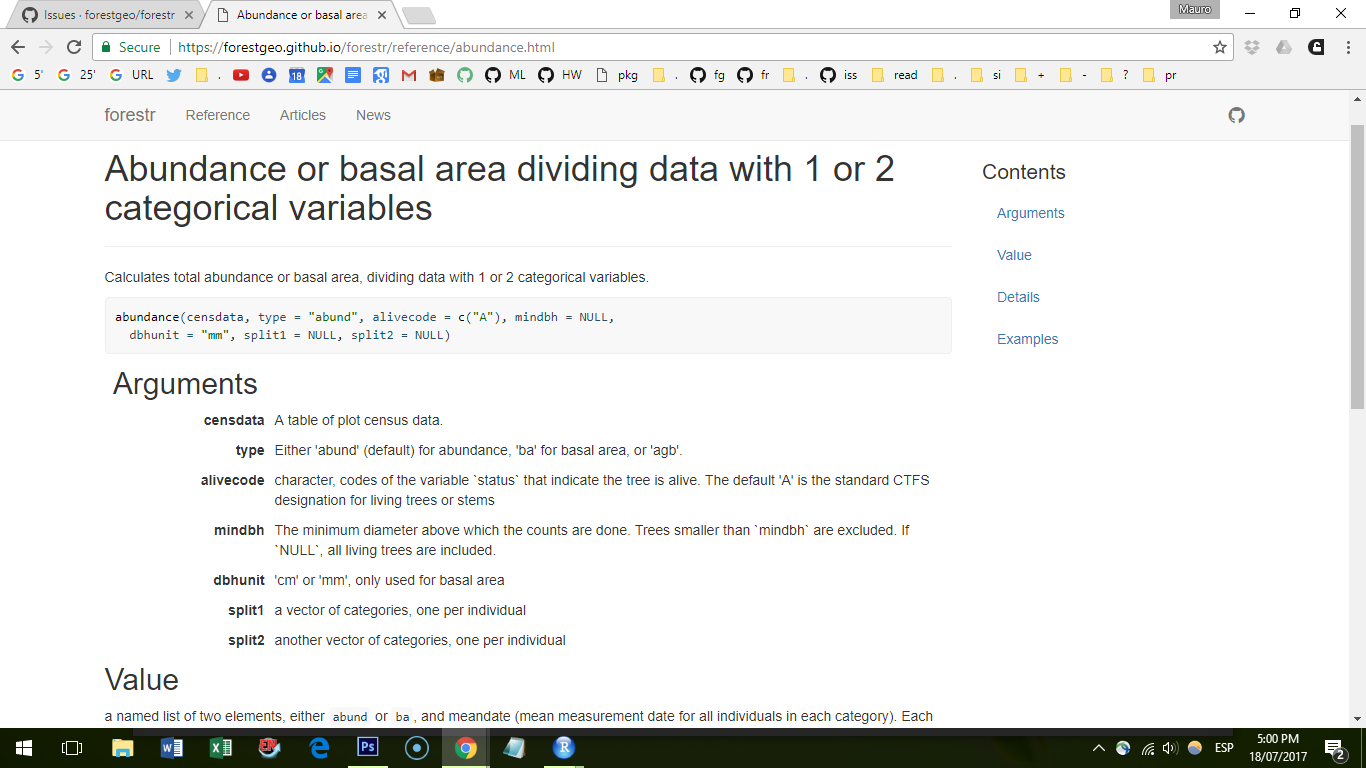 Issues · forestgeo/forestr
Abundance or basal area
Mauro
Secure
https://forestgeo.github.io/forestr/reference/abundance.html
5' 25' URL . 18 ML HW pkg . fg fr . iss read . si + - ? pr
forestr Reference Articles News
Abundance or basal area dividing data with 1 or 2
categorical variables
Calculates total abundance or basal area, dividing data with 1 or 2 categorical variables.
abundance(censdata, type = "abund", alivecode = c("A"), mindbh = NULL,
dbhunit = "mm", split1 = NULL, split2 = NULL)
Arguments
censdata A table of plot census data.
type Either 'abund' (default) for abundance, 'ba' for basal area, or 'agb'.
alivecode character, codes of the variable `status` that indicate the tree is alive. The default 'A' is the standard CTFS
designation for living trees or stems
mindbh The minimum diameter above which the counts are done. Trees smaller than `mindbh` are excluded. If
`NULL`, all living trees are included.
dbhunit 'cm' or 'mm', only used for basal area
split1 a vector of categories, one per individual
split2 another vector of categories, one per individual
Value
a named list of two elements, either abund or ba , and meandate (mean measurement date for all individuals in each category). Each
Contents
Arguments
Value
Details
Examples
Ps
R
ESP
5:00 PM
18/07/2017
2